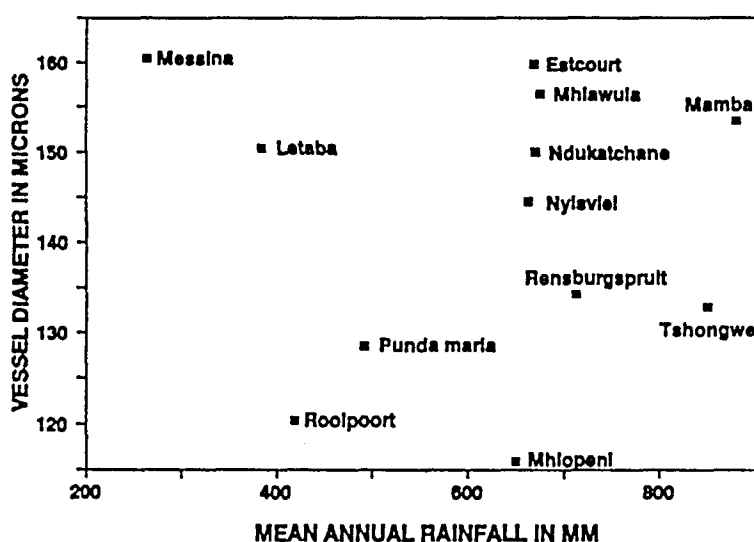 VESSEL DIAMETER IN MICRONS
160
150
140
130
120
Messina
Estcourt
Mhlawula
Mamba
Letaba
Ndukatchane
Nylsvlei
Rensburgspruit
Tshongwe
Punda maria
Rooipoort
Mhlopeni
200
400
600
800
MEAN ANNUAL RAINFALL IN MM